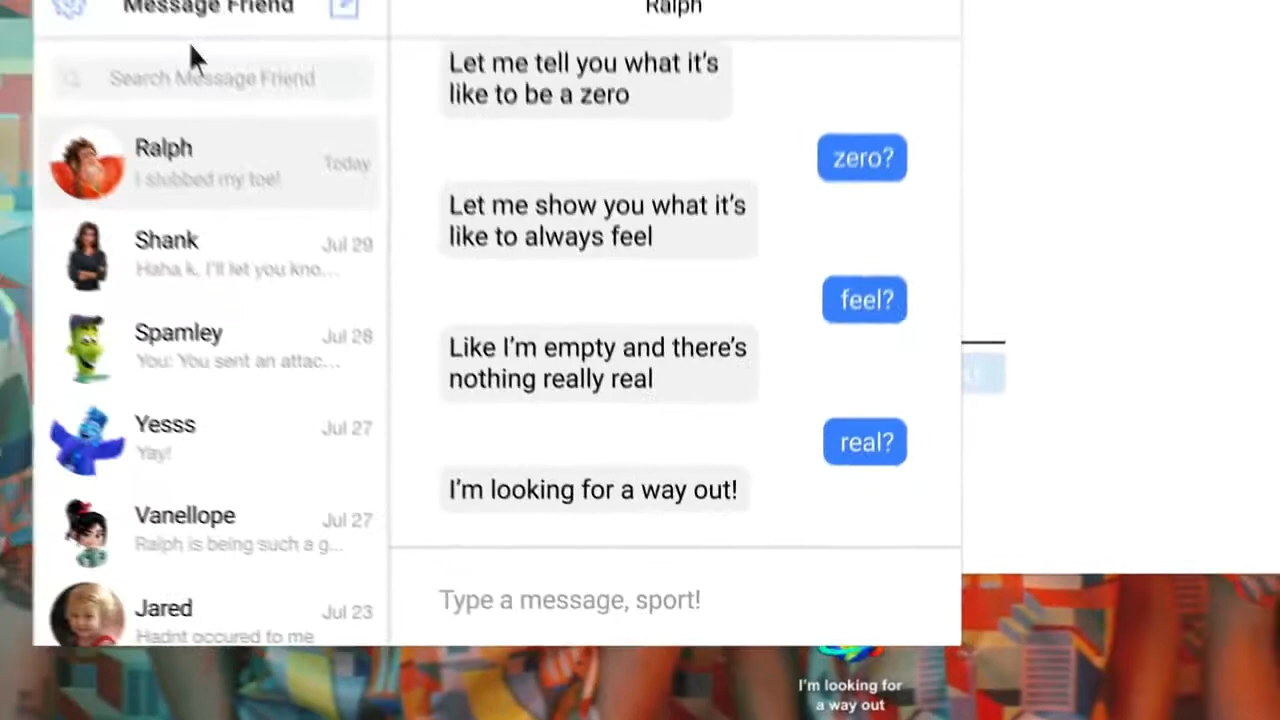 Message Friend
Search Message Friend
Ralph
Today
I stubbed my toe!
Shank
Jul 29
Haha k, I'll let you kno...
Spamley
Jul 28
You: You sent an attac...
Yesss
Jul 27
Yay!
Vanellope
Jul 27
Ralph is being such a g...
Jared
Jul 23
Hadnt occured to me
Ralph
Let me tell you what it's
like to be a zero
zero?
Let me show you what it's
like to always feel
feel?
Like I'm empty and there's
nothing really real
real?
I'm looking for a way out!
Type a message, sport!
I'm looking for
a way out